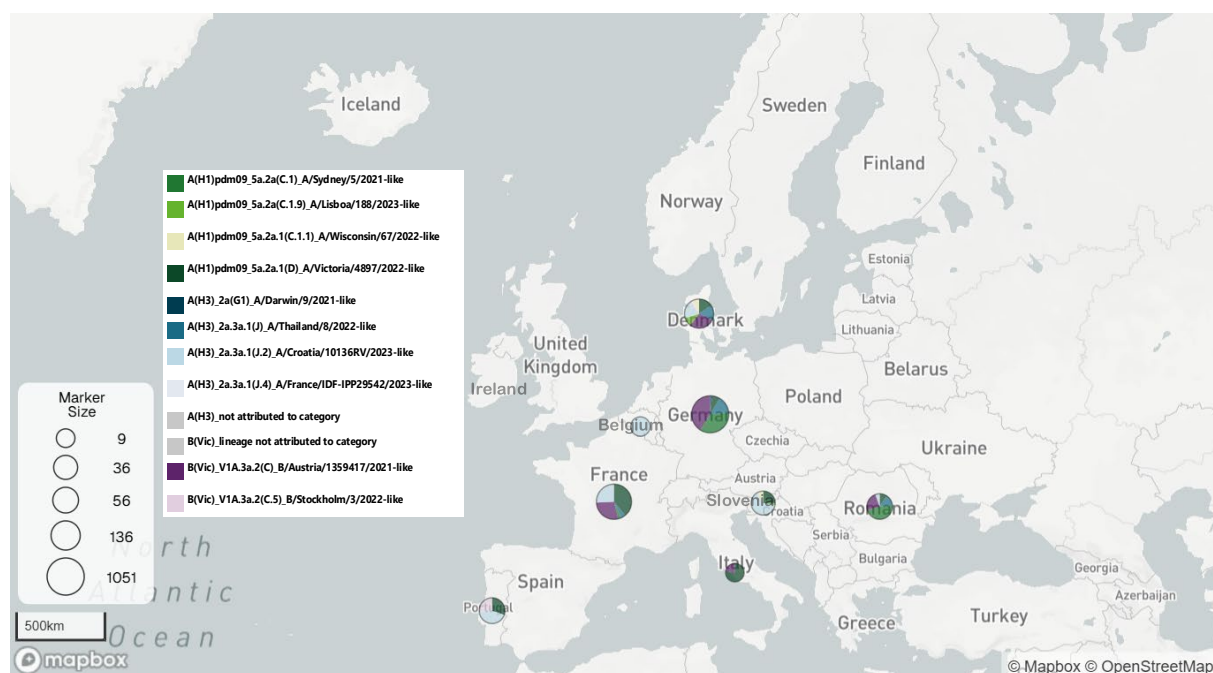 Iceland
Sweden
Finland
Norway
Estonia
Latvia
Lithuania
Denmark
Belarus
United
Kingdom
Ireland
Poland
Germany
Belgium
Czechia
Ukraine
France
Austria
Slovenia
Croatia
Romania
Serbia
Bulgaria
Italy
Georgia
Azerbaijan
Spain
Portugal
Greece
Turkey
North
Atlantic
Ocean
A(H1)pdm09_5a.2a(C.1)_A/Sydney/5/2021-like
A(H1)pdm09_5a.2a(C.1.9)_A/Lisboa/188/2023-like
A(H1)pdm09_5a.2a.1(C.1.1)_A/Wisconsin/67/2022-like
A(H1)pdm09_5a.2a.1(D)_A/Victoria/4897/2022-like
A(H3)_2a(G1)_A/Darwin/9/2021-like
A(H3)_2a.3a.1(J)_A/Thailand/8/2022-like
A(H3)_2a.3a.1(J.2)_A/Croatia/10136RV/2023-like
A(H3)_2a.3a.1(J.4)_A/France/IDF-IPP29542/2023-like
A(H3)_not attributed to category
B(Vic)_lineage not attributed to category
B(Vic)_V1A.3a.2(C)_B/Austria/1359417/2021-like
B(Vic)_V1A.3a.2(C.5)_B/Stockholm/3/2022-like
Marker
Size
9
36
56
136
1051
500km
mapbox
© Mapbox © OpenStreetMap